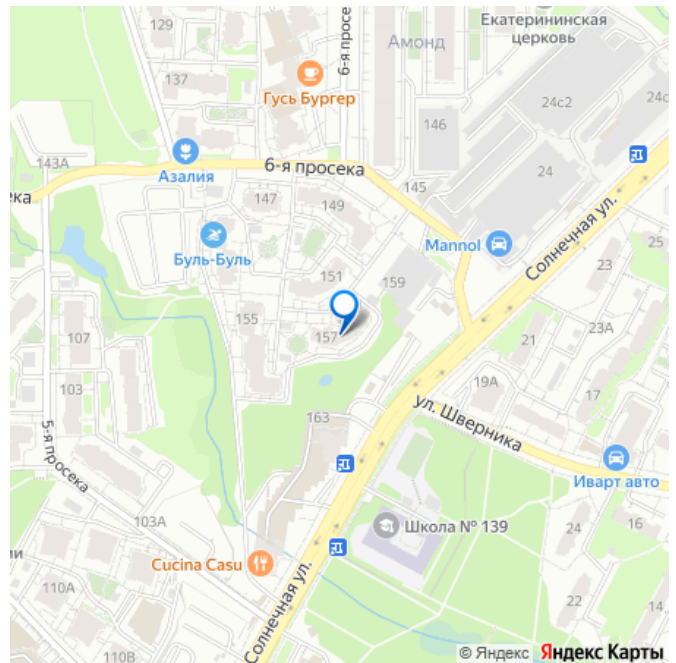 129
137
6-я просе
Амонд
Екатерининская
церковь
24с2
24с
Гусь Бургер
146
143А
Азалия
6-я просека
145
24
ека
147
149
Mannol
Солнечная ул.
25
Буль-Буль
151
159
23
155
157
21
23А
107
103
19А
17
163
ул. Шверника
5-я просека
Иварт авто
103А
Школа № 139
24
16
ии
Cucina Casu
110А
22
14
Солнечная ул.
110В
© Яндекс Яндекс Карты